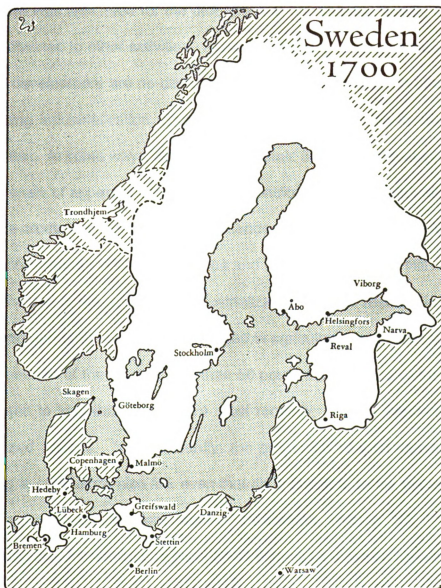 Sweden
1700
Trondhjem
Viborg
Åbo
Helsingfors
Narva
Stockholm
Reval
Skagen
Göteborg
Riga
Copenhagen
Malmö
Hedeby
Lübeck
Greifswald
Danzig
Hamburg
Bremen
Stettin
Berlin
Warsaw